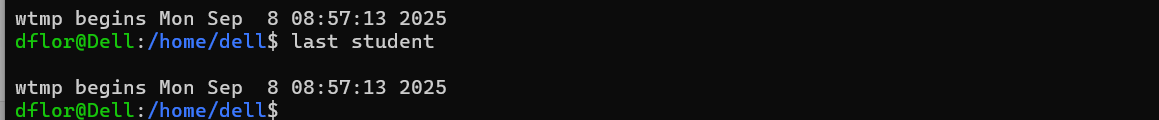 wtmp begins Mon Sep  8 08:57:13 2025
dflor@Dell:/home/dell$ last student
wtmp begins Mon Sep  8 08:57:13 2025
dflor@Dell:/home/dell$